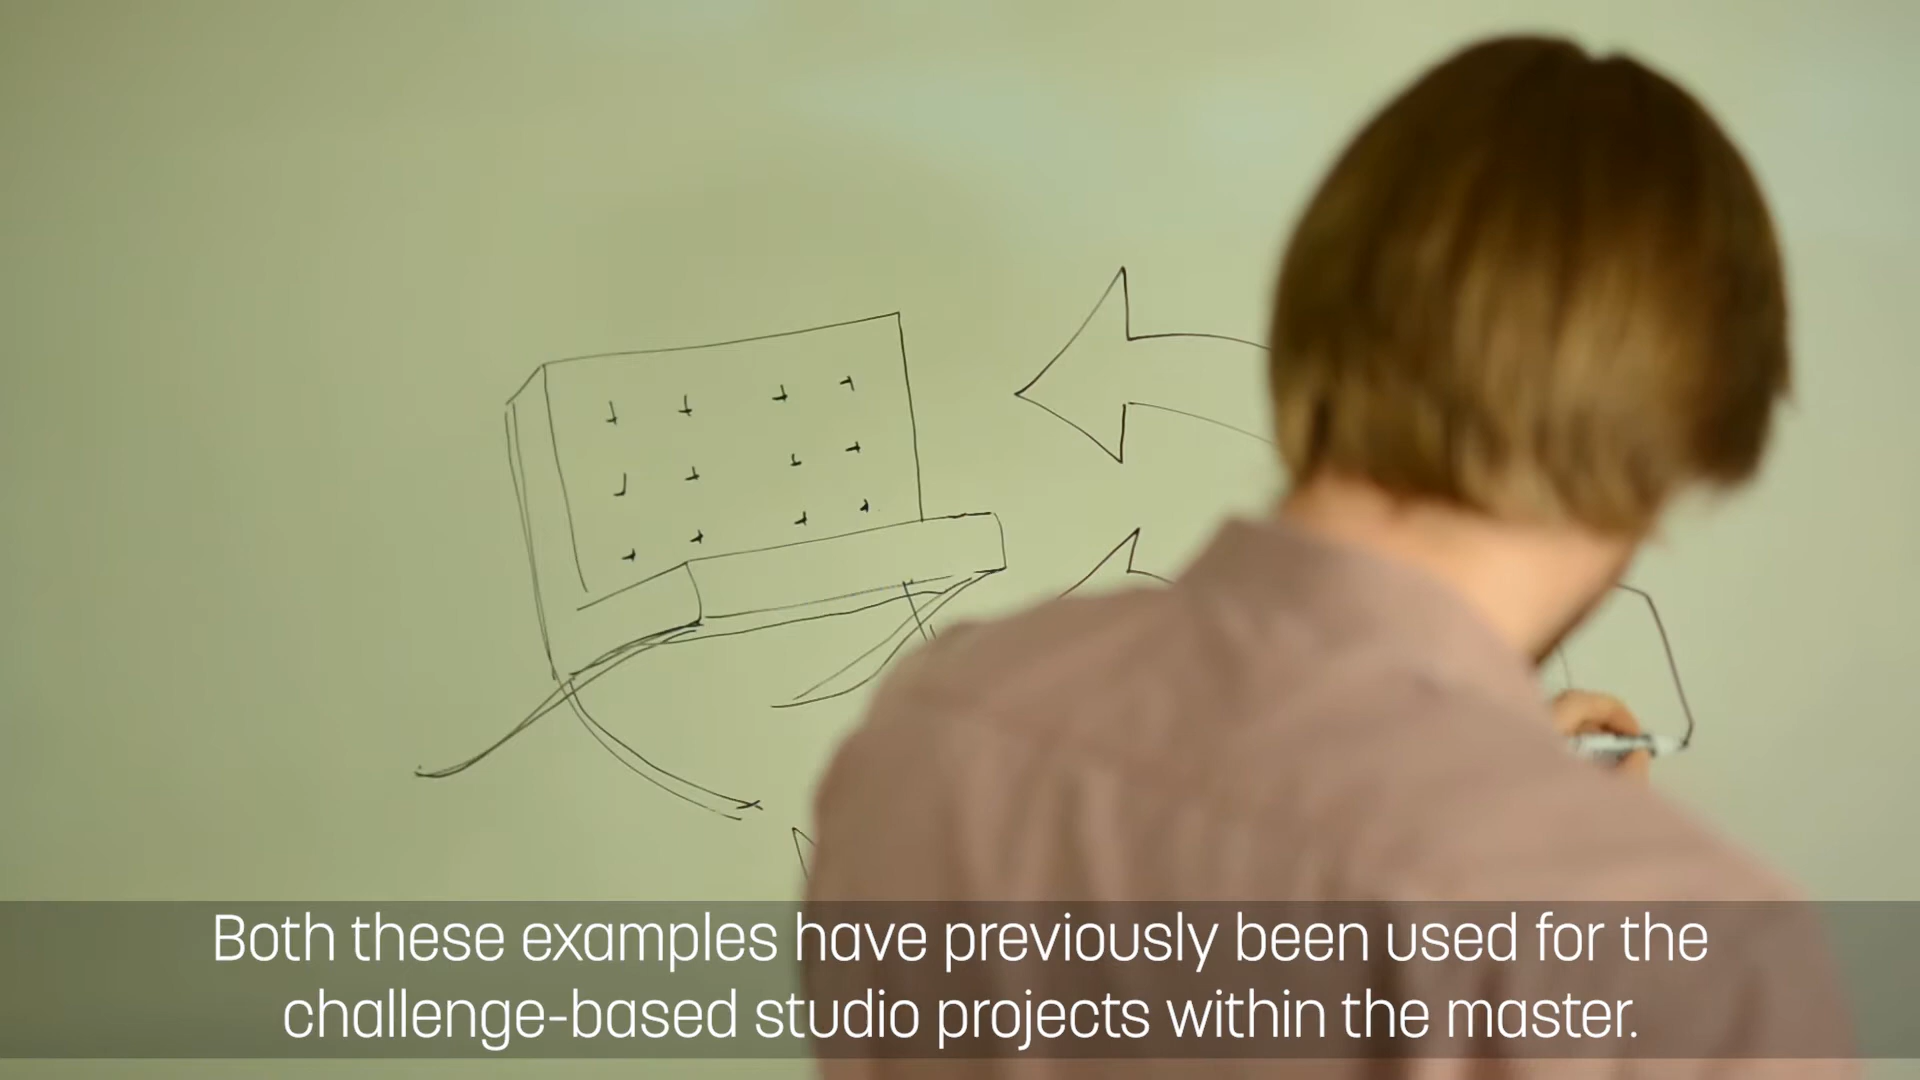 Both these examples have previously been used for the
challenge-based studio projects within the master.